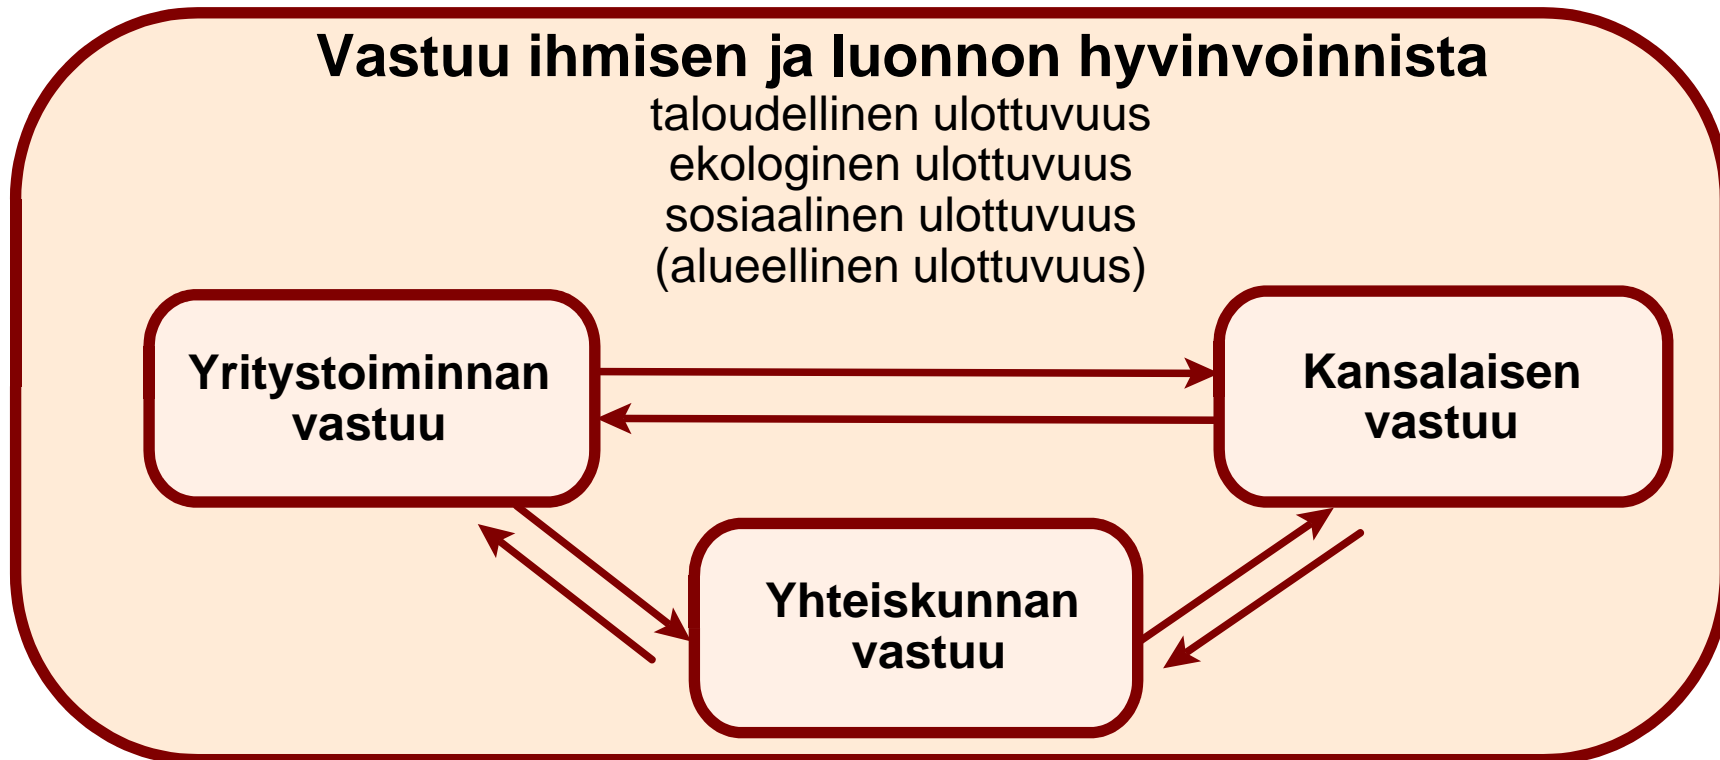 Vastuu ihmisen ja luonnon hyvinvoinnista
taloudellinen ulottuvuus
ekologinen ulottuvuus
sosiaalinen ulottuvuus
(alueellinen ulottuvuus)
Yritystoiminnan
vastuu
Kansalaisen
vastuu
Yhteiskunnan
vastuu